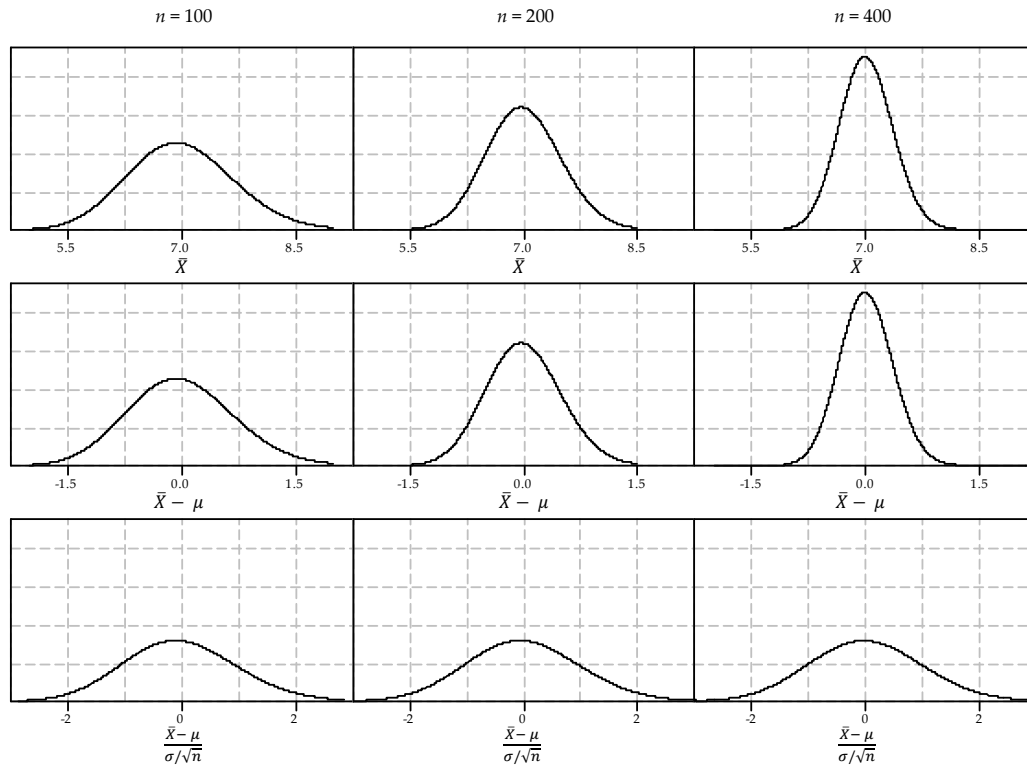 n = 100 n = 200 n = 400
5.5 7.0 8.5 5.5 7.0 8.5 5.5 7.0 8.5
X̄ X̄ X̄
-1.5 0.0 1.5 -1.5 0.0 1.5 -1.5 0.0 1.5
X̄ − μ X̄ − μ X̄ − μ
-2 0 2 -2 0 2 -2 0 2
X̄ − μ X̄ − μ X̄ − μ
σ/√n σ/√n σ/√n